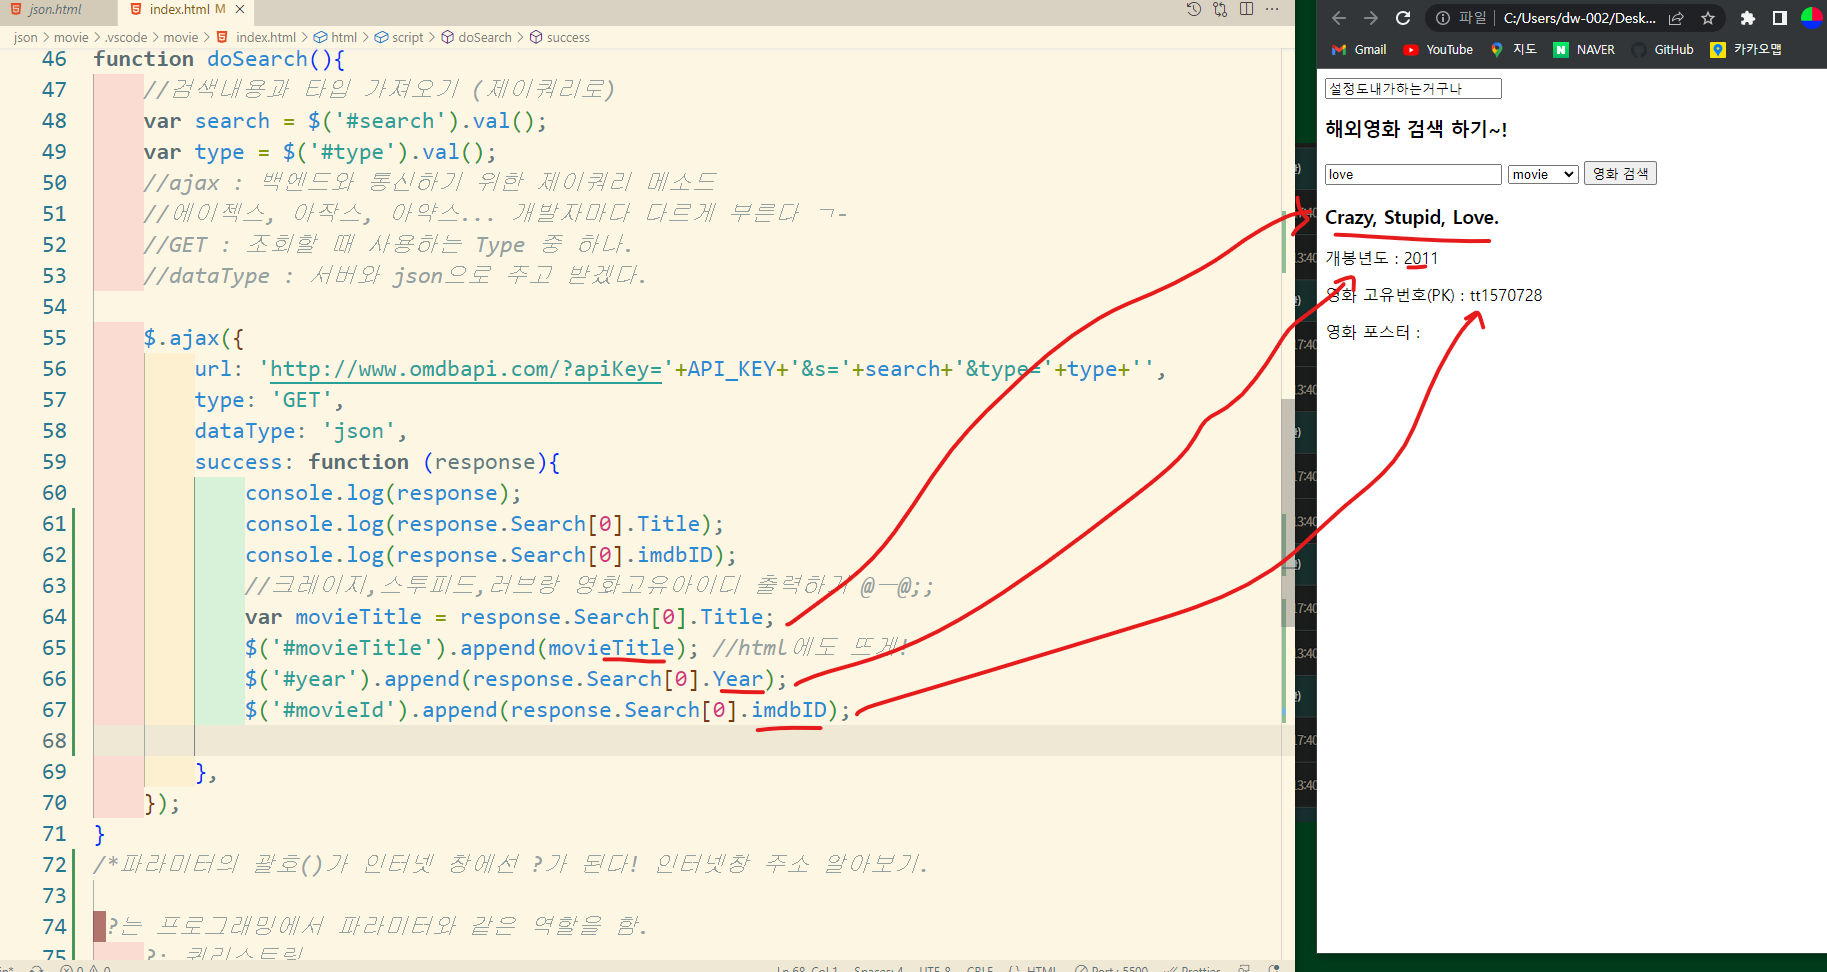 json.html
index.html M
json > movie > .vscode > movie > index.html > html > script > doSearch > success
46 function doSearch(){
47 //검색내용과 타입 가져오기 (제이쿼리로)
48 var search = $('#search').val();
49 var type = $('#type').val();
50 //ajax : 백엔드와 통신하기 위한 제이쿼리 메소드
51 //에이젝스, 아작스, 아약스... 개발자마다 다르게 부른다 ㄱ-
52 //GET : 조회할 때 사용하는 Type 중 하나.
53 //dataType : 서버와 json으로 주고 받겠다.
54
55 $.ajax({
56 url: 'http://www.omdbapi.com/?apiKey='+API_KEY+'&s='+search+'&type='+type+'',
57 type: 'GET',
58 dataType: 'json',
59 success: function (response){
60 console.log(response);
61 console.log(response.Search[0].Title);
62 console.log(response.Search[0].imdbID);
63 //크레이지,스투피드,러브랑 영화고유아이디 출력하기 @ㅡ@;;
64 var movieTitle = response.Search[0].Title;
65 $('#movieTitle').append(movieTitle); //html에도 뜨게!
66 $('#year').append(response.Search[0].Year);
67 $('#movieId').append(response.Search[0].imdbID);
68
69 },
70 });
71 }
72 /*파라미터의 괄호()가 인터넷 창에선 ?가 된다! 인터넷창 주소 알아보기.
73
74 ?는 프로그래밍에서 파라미터와 같은 역할을 함.
75 ?: 쿼리스트링
Ln 68, Col 1 Spaces: 4 UTF-8 CRLF HTML Port : 5500 Prettier
파일 | C:/Users/dw-002/Desk...
Gmail YouTube 지도 NAVER GitHub 카카오맵
설정도내가하는거구나
해외영화 검색 하기~!
love movie 영화 검색
Crazy, Stupid, Love.
개봉년도 : 2011
영화 고유번호(PK) : tt1570728
영화 포스터 :